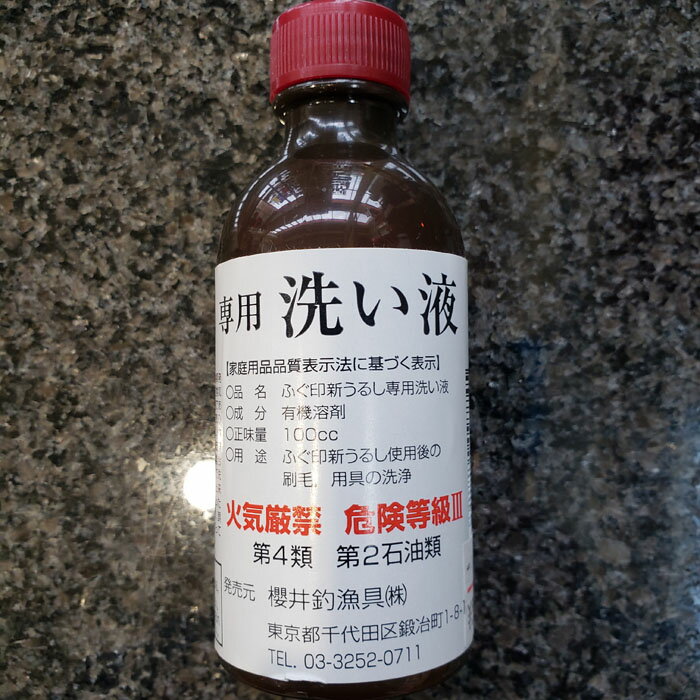 専用 洗い液
【家庭用品品質表示法に基づく表示】
○品 名 ふぐ印新うるし専用洗い液
○成 分 有機溶剤
○正味量 100cc
○用 途 ふぐ印新うるし使用後の
刷毛、用具の洗浄
火気厳禁 危険等級Ⅲ
第4類 第2石油類
発売元 櫻井釣漁具㈱
東京都千代田区鍛冶町1-8-1
TEL. 03-3252-0711